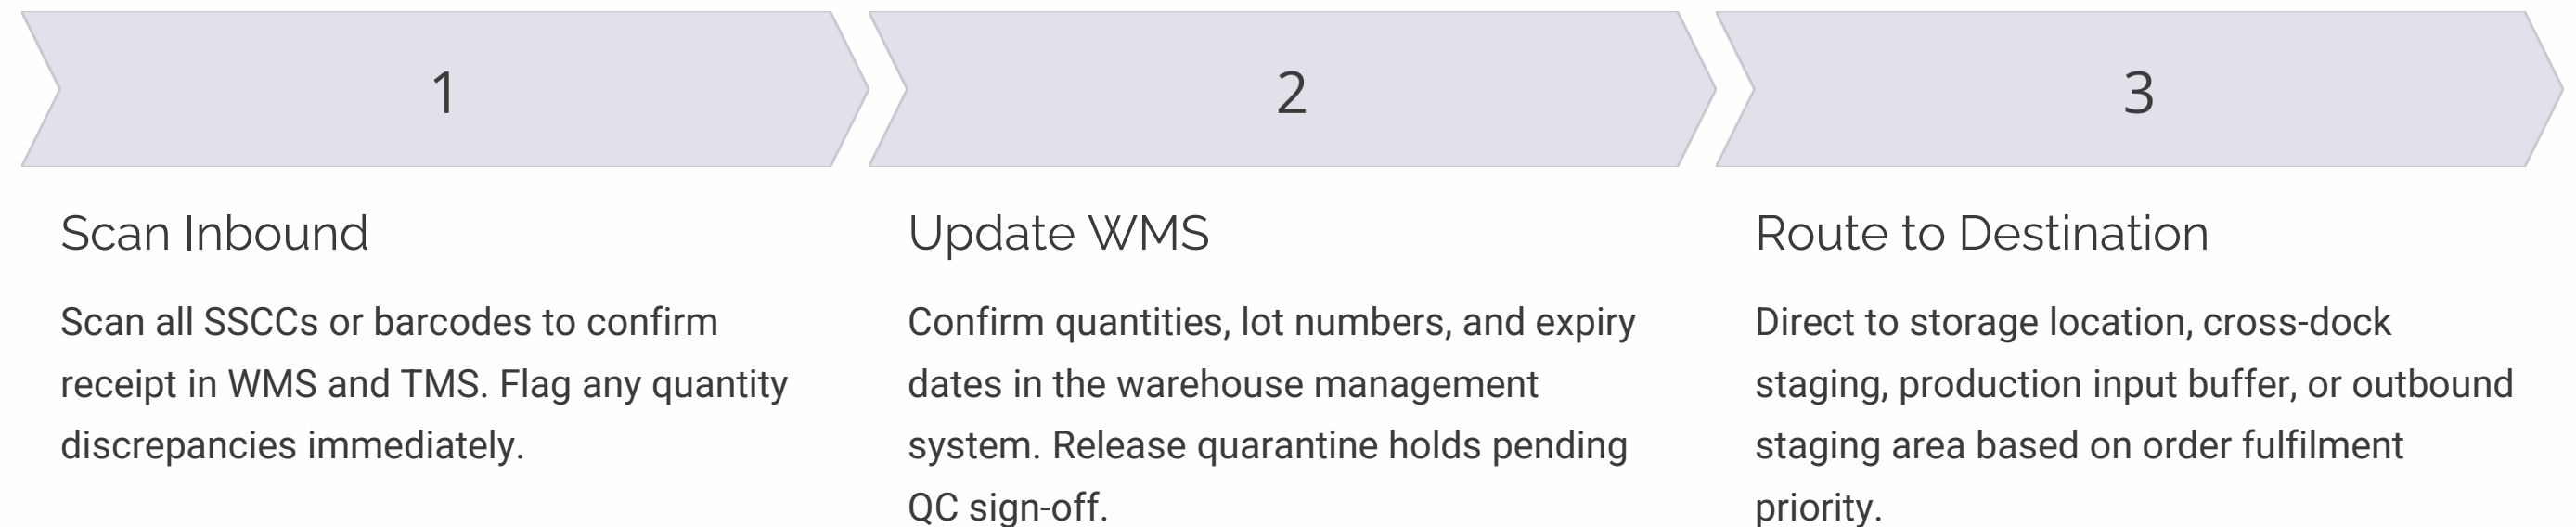 1
Scan Inbound
Scan all SSCCs or barcodes to confirm
receipt in WMS and TMS. Flag any quantity
discrepancies immediately.
2
Update WMS
Confirm quantities, lot numbers, and expiry
dates in the warehouse management
system. Release quarantine holds pending
QC sign-off.
3
Route to Destination
Direct to storage location, cross-dock
staging, production input buffer, or outbound
staging area based on order fulfilment
priority.